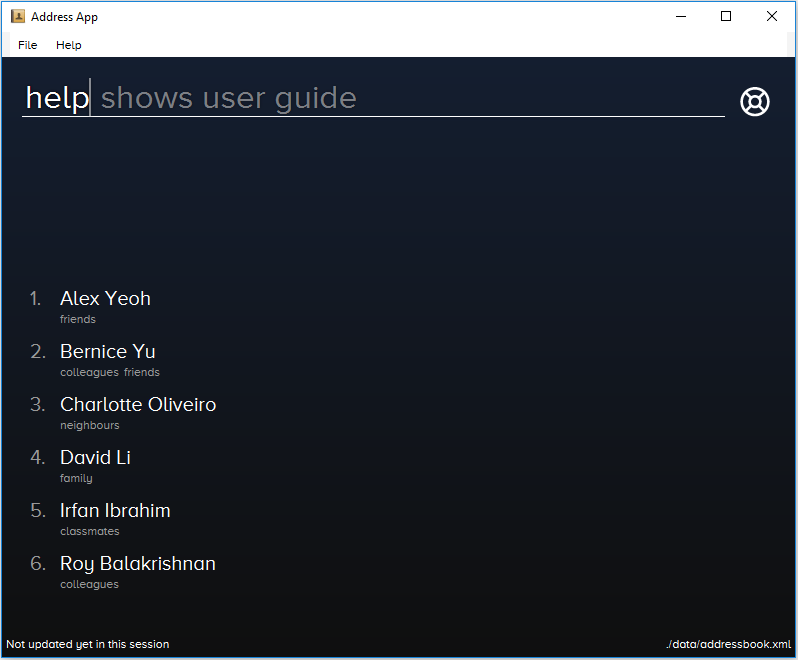 Address App
File Help
help shows user guide
1. Alex Yeoh
friends
2. Bernice Yu
colleagues friends
3. Charlotte Oliveiro
neighbours
4. David Li
family
5. Irfan Ibrahim
classmates
6. Roy Balakrishnan
colleagues
Not updated yet in this session ./data/addressbook.xml